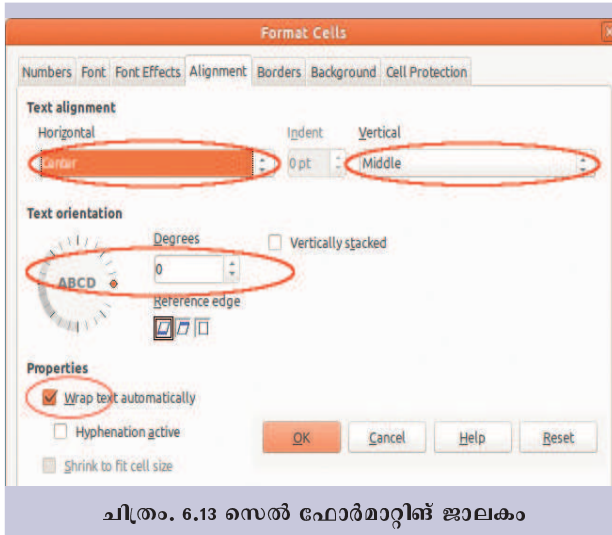 Format Cells
Numbers Font Font Effects Alignment Borders Background Cell Protection
Text alignment
Horizontal Indent Vertical
Center 0 pt Middle
Text orientation
Degrees Vertically stacked
ABCD 0
Reference edge
Properties
Wrap text automatically
Hyphenation active
OK Cancel Help Reset
Shrink to fit cell size
ചിത്രം. 6.13 സെൽ ഫോർമാറ്റിങ് ജാലകം